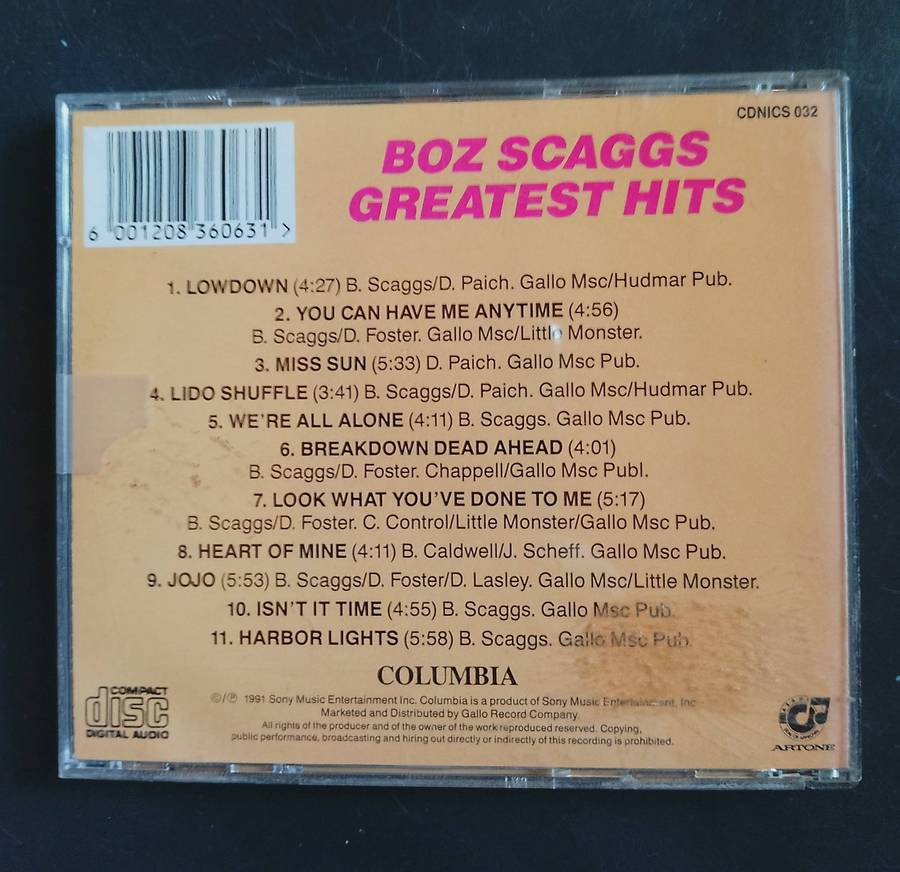 CDNICS 032
BOZ SCAGGS
GREATEST HITS
6 001208 360631 >
1. LOWDOWN (4:27) B. Scaggs/D. Paich. Gallo Msc/Hudmar Pub.
2. YOU CAN HAVE ME ANYTIME (4:56)
B. Scaggs/D. Foster. Gallo Msc/Little Monster.
3. MISS SUN (5:33) D. Paich. Gallo Msc Pub.
4. LIDO SHUFFLE (3:41) B. Scaggs/D. Paich. Gallo Msc/Hudmar Pub.
5. WE'RE ALL ALONE (4:11) B. Scaggs. Gallo Msc Pub.
6. BREAKDOWN DEAD AHEAD (4:01)
B. Scaggs/D. Foster. Chappell/Gallo Msc Publ.
7. LOOK WHAT YOU'VE DONE TO ME (5:17)
B. Scaggs/D. Foster. C. Control/Little Monster/Gallo Msc Pub.
8. HEART OF MINE (4:11) B. Caldwell/J. Scheff. Gallo Msc Pub.
9. JOJO (5:53) B. Scaggs/D. Foster/D. Lasley. Gallo Msc/Little Monster.
10. ISN'T IT TIME (4:55) B. Scaggs. Gallo Msc Pub.
11. HARBOR LIGHTS (5:58) B. Scaggs. Gallo Msc Pub.
COLUMBIA
©/℗ 1991 Sony Music Entertainment Inc. Columbia is a product of Sony Music Entertainment, Inc
Marketed and Distributed by Gallo Record Company.
All rights of the producer and of the owner of the work reproduced reserved. Copying,
public performance, broadcasting and hiring out directly or indirectly of this recording is prohibited.
COMPACT
disc
DIGITAL AUDIO
ARTONE